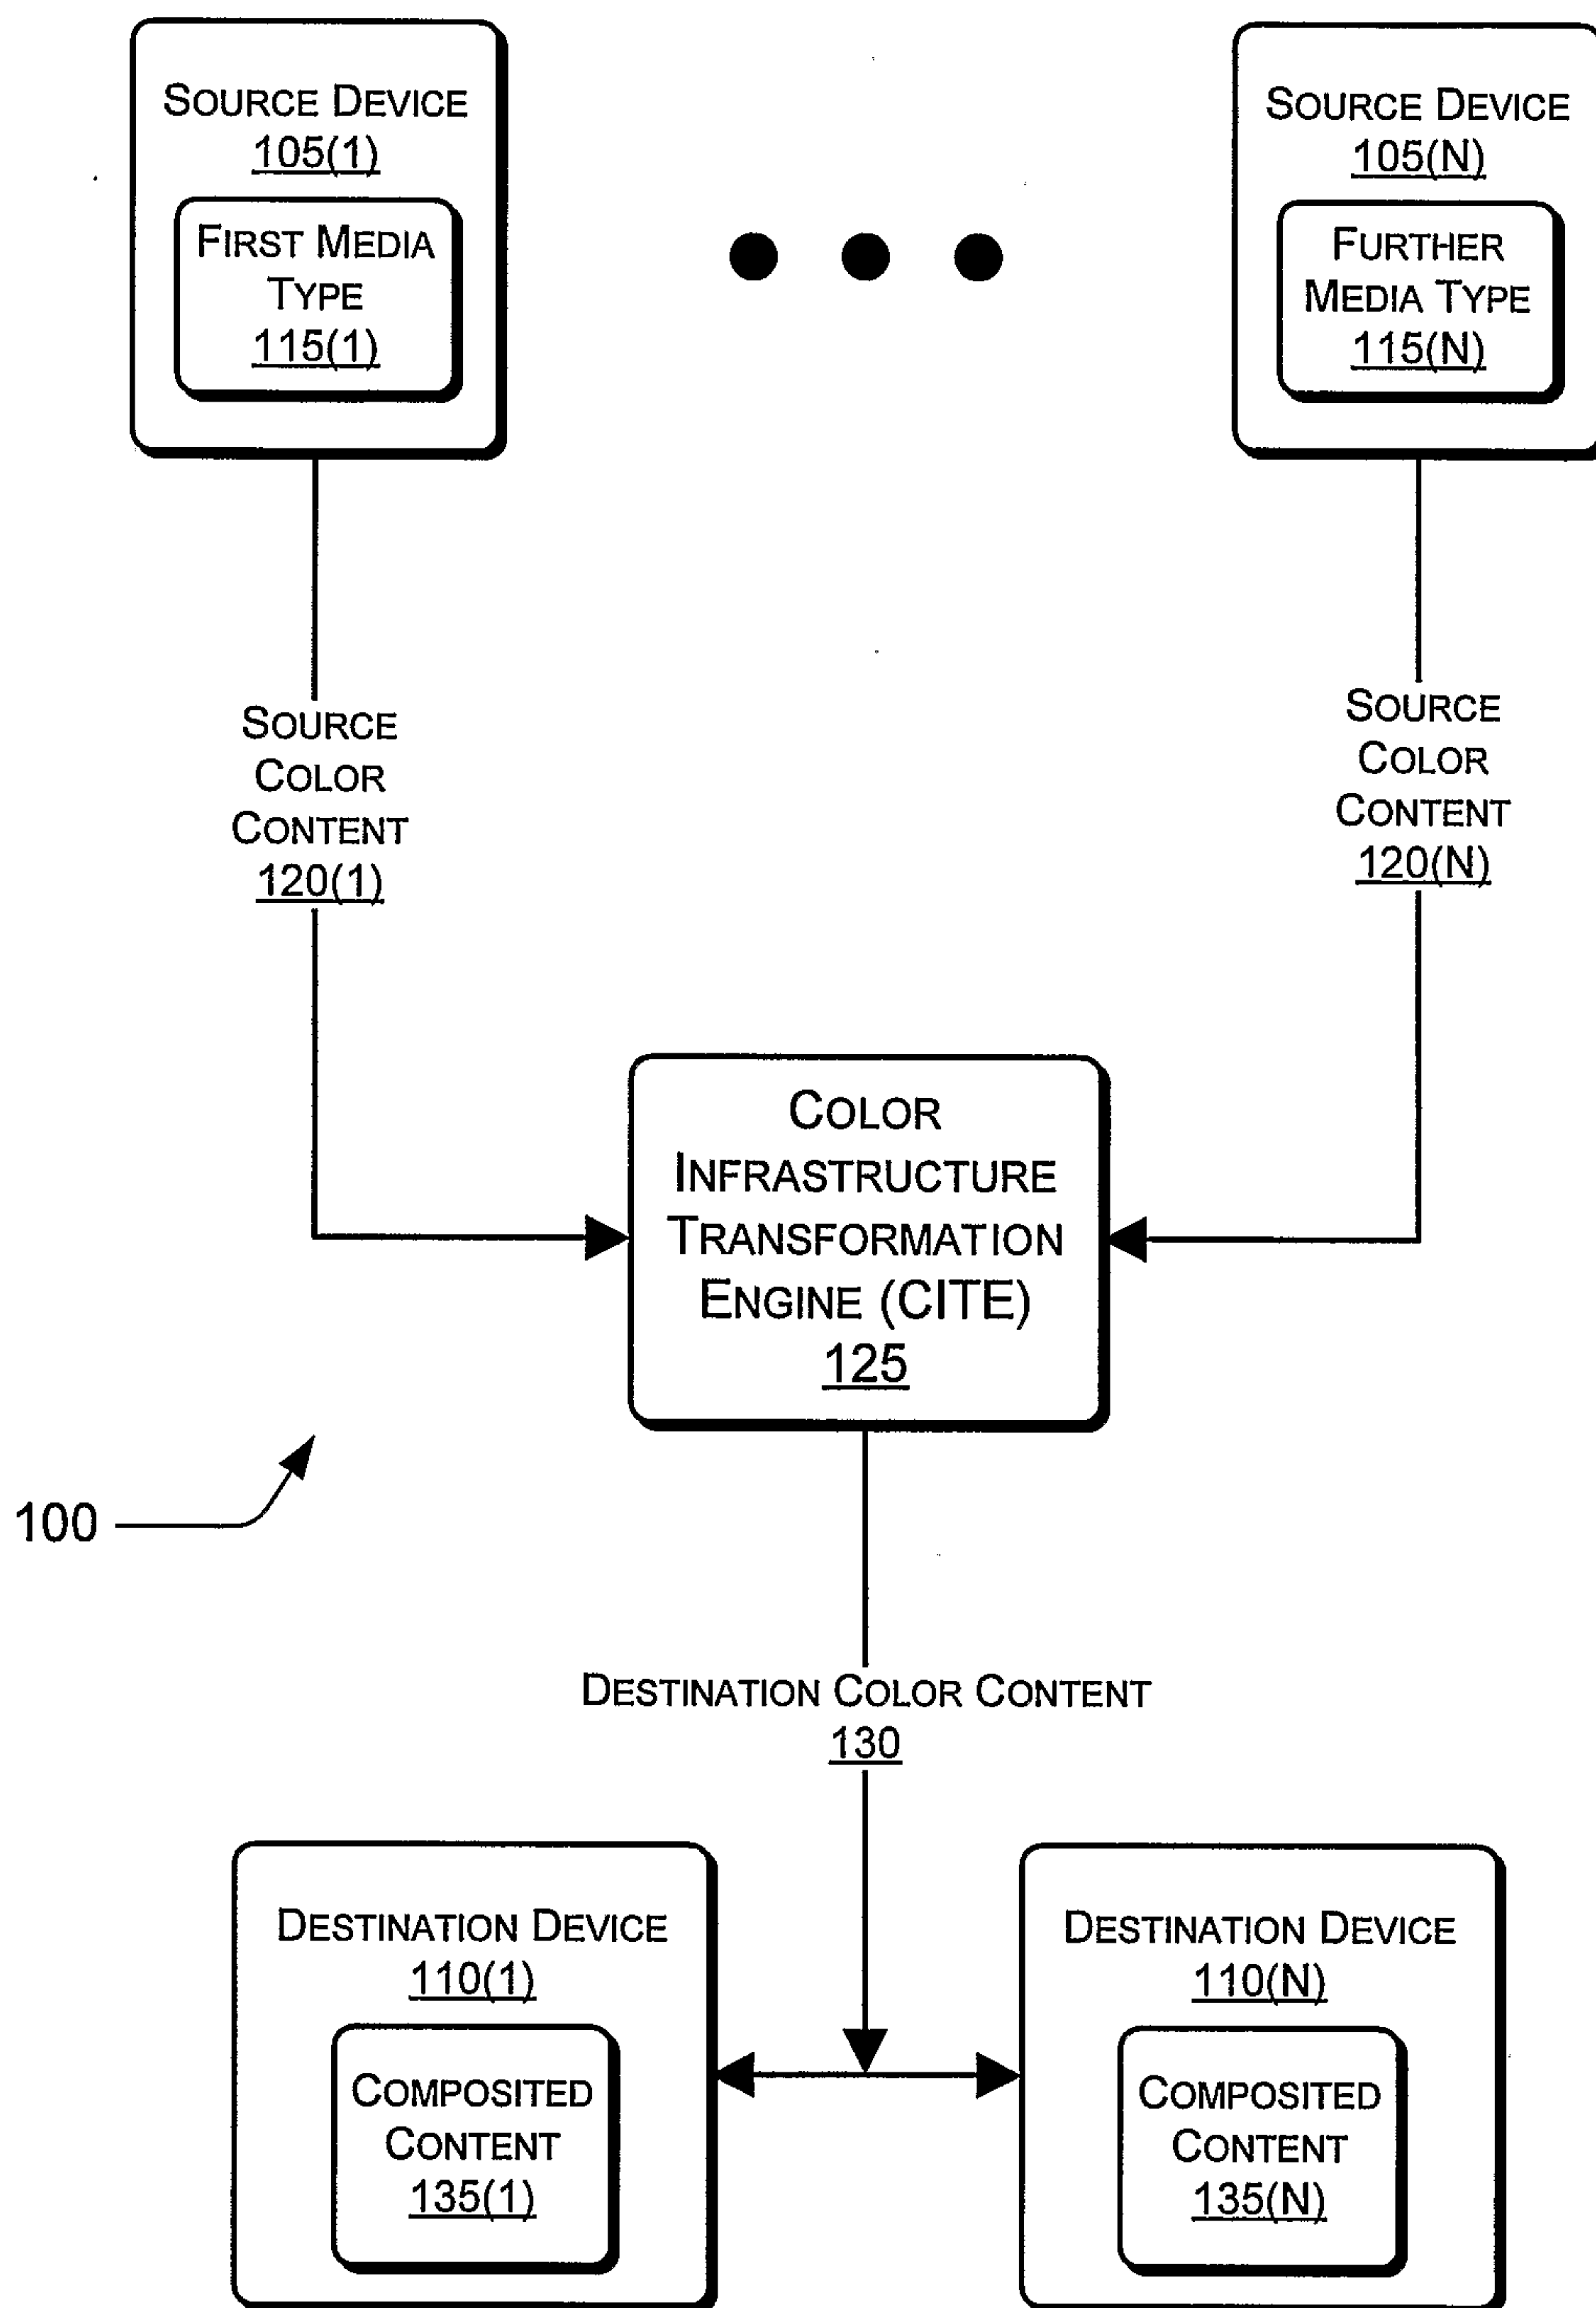 SOURCE DEVICE
105(1)
FIRST MEDIA
TYPE
115(1)
SOURCE DEVICE
105(N)
FURTHER
MEDIA TYPE
115(N)
SOURCE
COLOR
CONTENT
120(1)
SOURCE
COLOR
CONTENT
120(N)
COLOR
INFRASTRUCTURE
TRANSFORMATION
ENGINE (CITE)
125
100
DESTINATION COLOR CONTENT
130
DESTINATION DEVICE
110(1)
COMPOSITED
CONTENT
135(1)
DESTINATION DEVICE
110(N)
COMPOSITED
CONTENT
135(N)